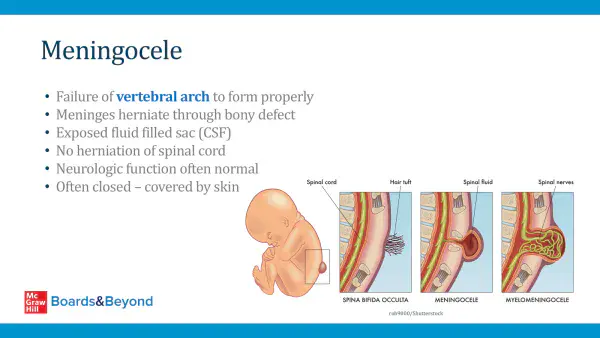 Meningocele
• Failure of vertebral arch to form properly
• Meninges herniate through bony defect
• Exposed fluid filled sac (CSF)
• No herniation of spinal cord
• Neurologic function often normal
• Often closed – covered by skin
Spinal cord
Hair tuft
Spinal fluid
Spinal nerves
SPINA BIFIDA OCCULTA
MENINGOCELE
MYELOMENINGOCELE
Mc
Graw
Hill
Boards&Beyond
rob9000/Shutterstock